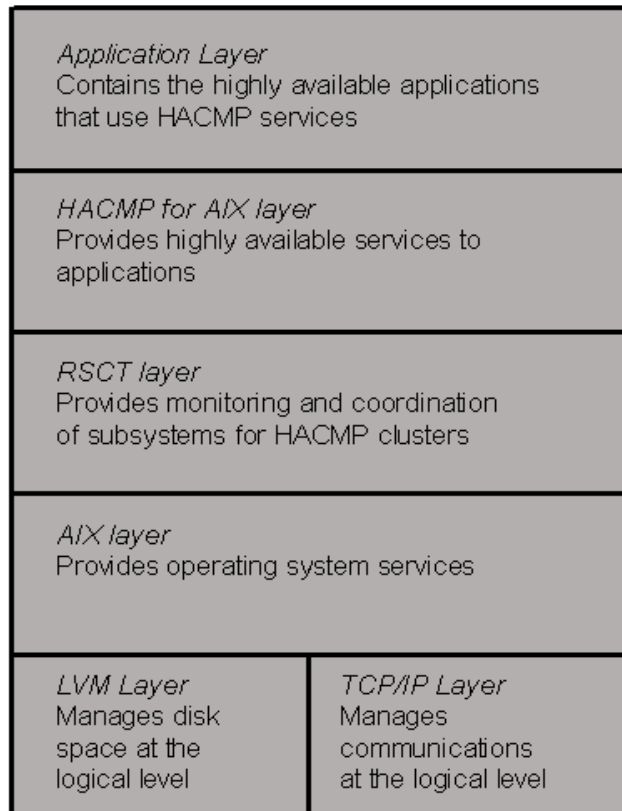 Application Layer
Contains the highly available applications
that use HACMP services
HACMP for AIX layer
Provides highly available services to
applications
RSCT layer
Provides monitoring and coordination
of subsystems for HACMP clusters
AIX layer
Provides operating system services
LVM Layer
Manages disk
space at the
logical level
TCP/IP Layer
Manages
communications
at the logical level